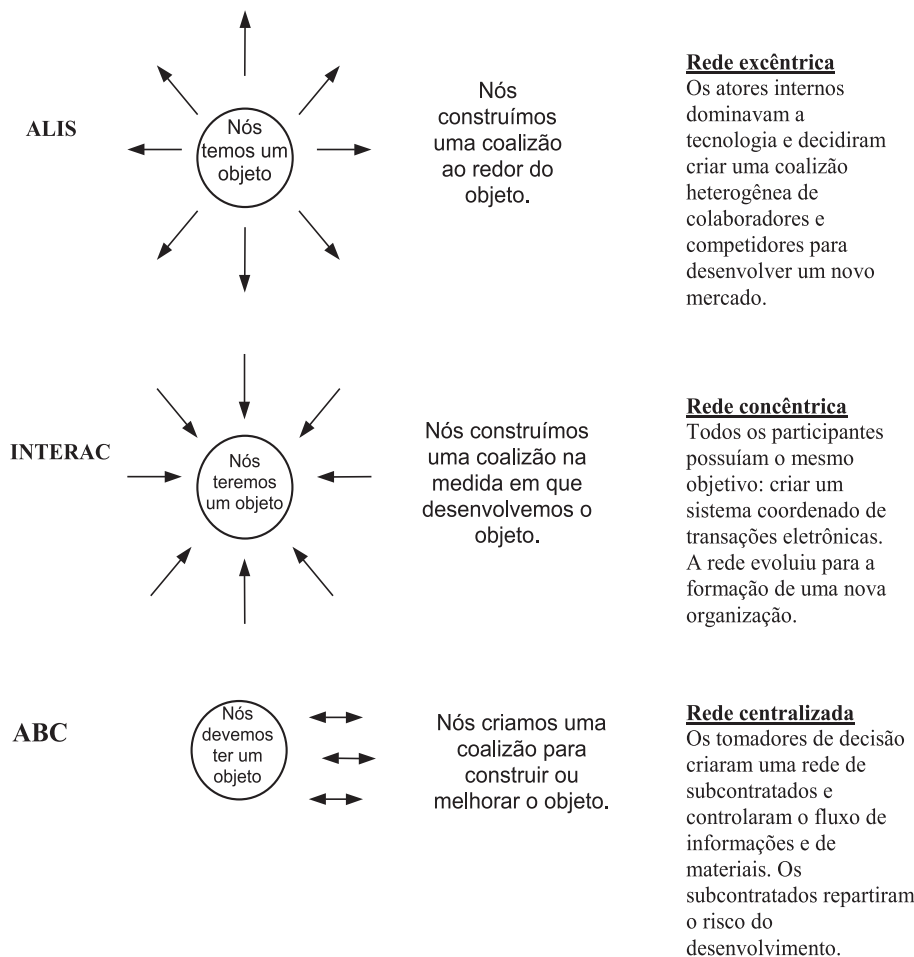 ALIS
Nós
temos um
objeto
Nós
construímos
uma coalizão
ao redor do
objeto.
Rede excêntrica
Os atores internos
dominavam a
tecnologia e decidiram
criar uma coalizão
heterogênea de
colaboradores e
competidores para
desenvolver um novo
mercado.
INTERAC
Nós
teremos
um objeto
Nós construímos
uma coalizão na
medida em que
desenvolvemos o
objeto.
Rede concêntrica
Todos os participantes
possuíam o mesmo
objetivo: criar um
sistema coordenado de
transações eletrônicas.
A rede evoluiu para a
formação de uma nova
organização.
ABC
Nós
devemos
ter um
objeto
Nós criamos uma
coalizão para
construir ou
melhorar o objeto.
Rede centralizada
Os tomadores de decisão
criaram uma rede de
subcontratados e
controlaram o fluxo de
informações e de
materiais. Os
subcontratados repartiram
o risco do
desenvolvimento.